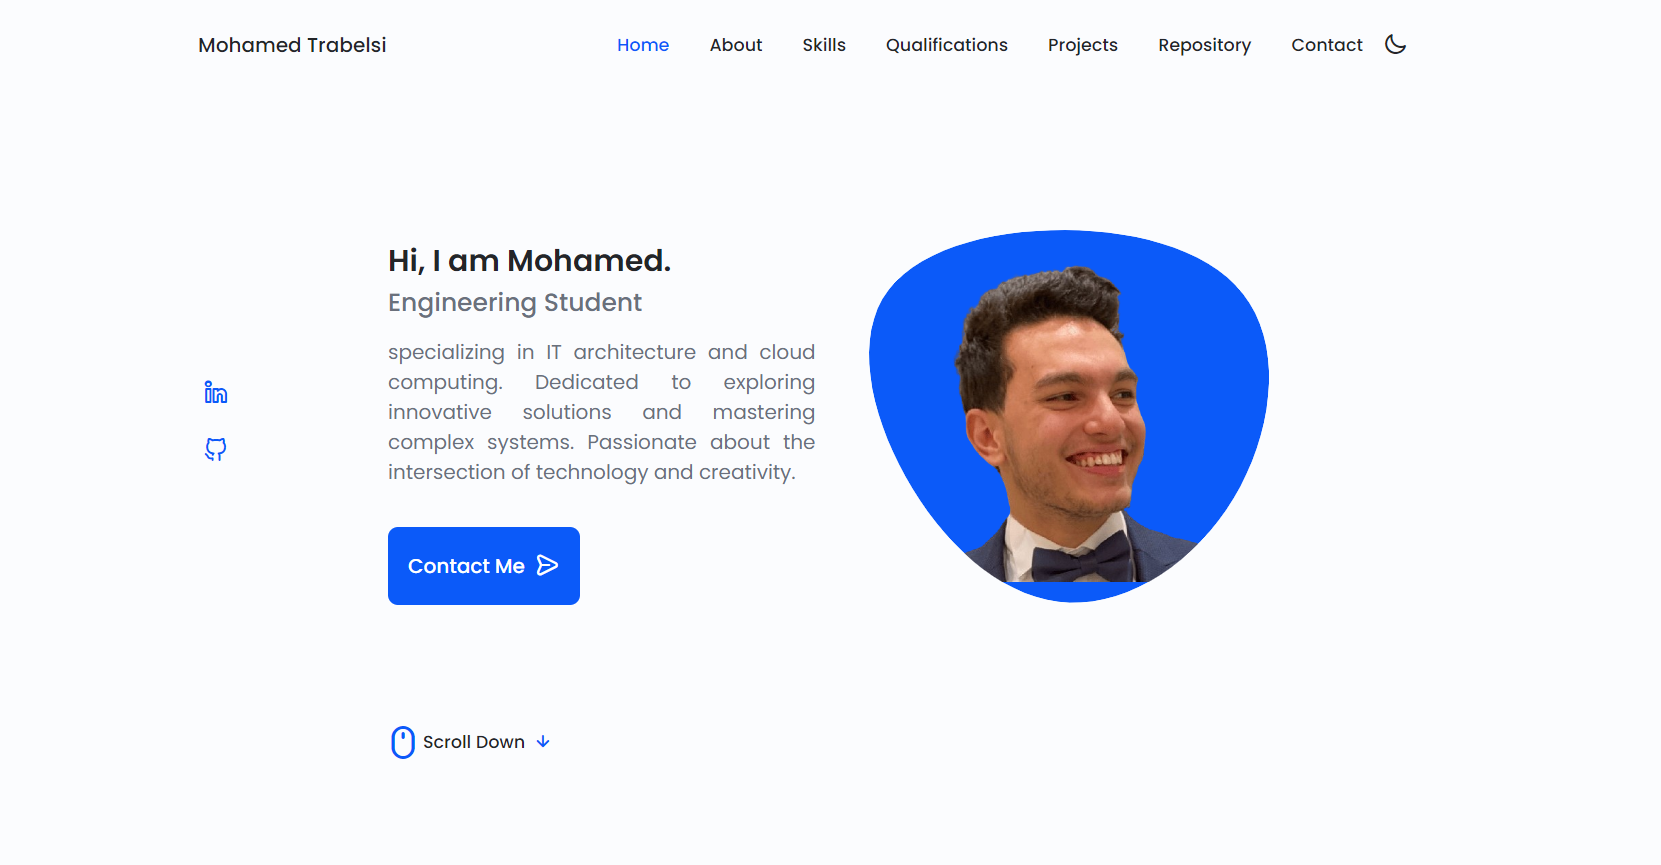 Mohamed Trabelsi
Home About Skills Qualifications Projects Repository Contact
Hi, I am Mohamed.
Engineering Student
specializing in IT architecture and cloud
computing. Dedicated to exploring
innovative solutions and mastering
complex systems. Passionate about the
intersection of technology and creativity.
Contact Me
Scroll Down